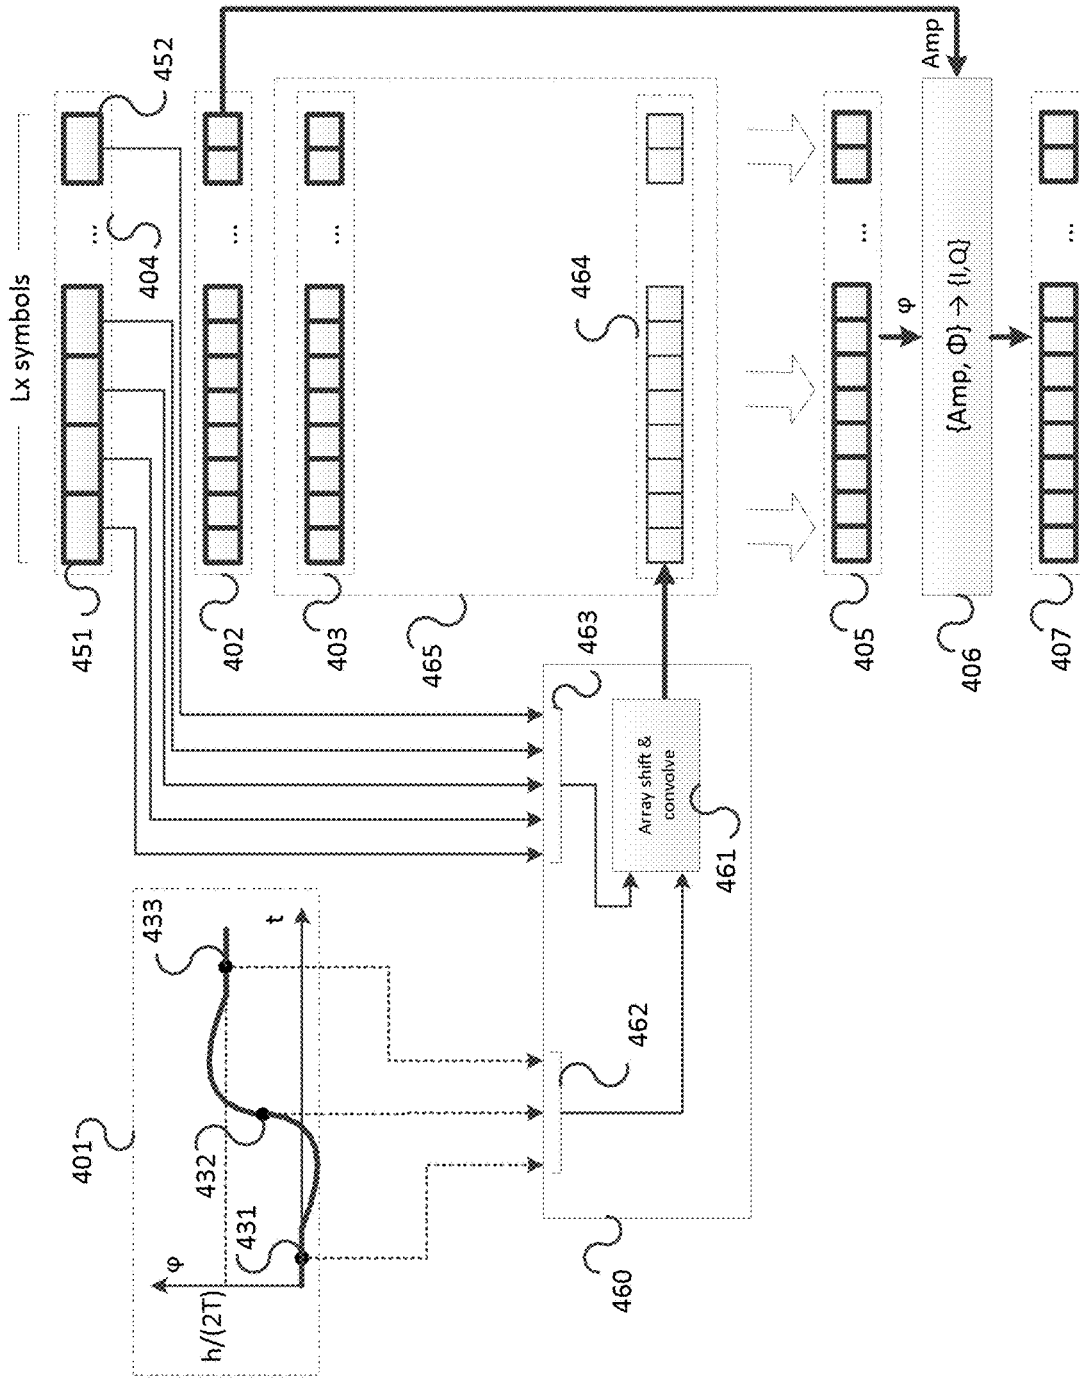 Lx symbols
451
404
...
452
402
...
403
...
465
464
401
φ
h/(2T)
431
432
433
t
460
462
463
Array shift &
convolve
461
405
...
φ
Amp
406
{Amp, Φ} → {I,Q}
407
...